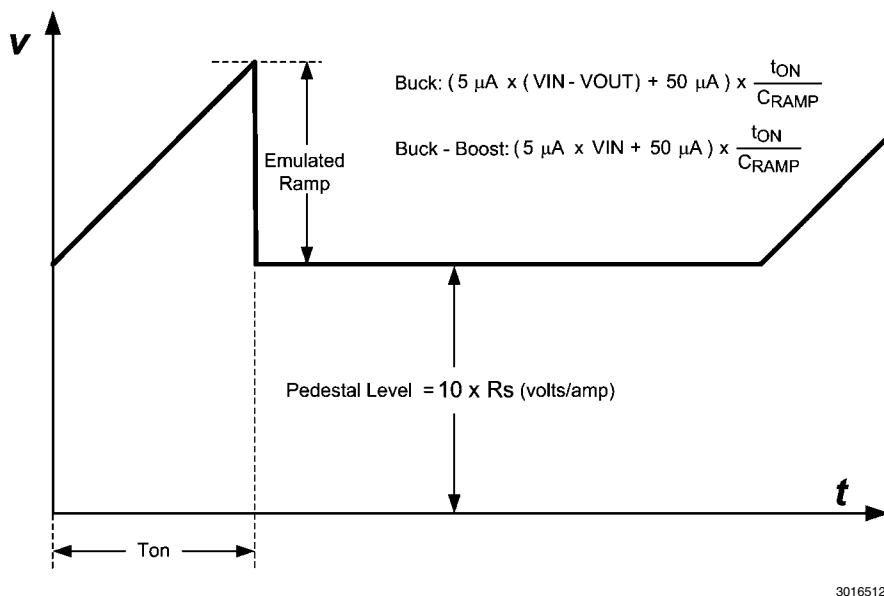 v
Buck: ( 5 µA x ( VIN - VOUT) + 50 µA ) x tON
CRAMP
Emulated
Ramp
Buck - Boost: ( 5 µA x VIN + 50 µA ) x tON
CRAMP
Pedestal Level = 10 x Rs (volts/amp)
t
Ton
3016512